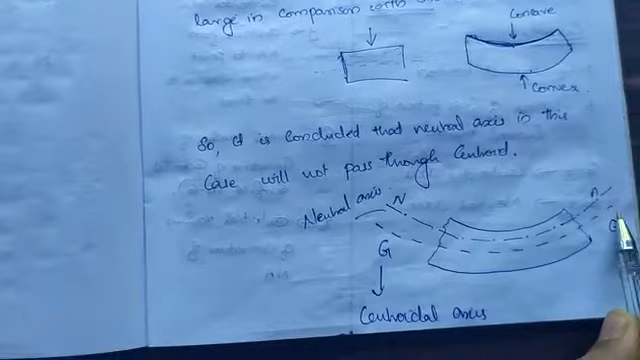 large in comparison with
Concave
Convex.
So, it is concluded that neutral axis in this
Case will not pass through Centroid.
Neutral axis.
N
A
G
G
Centroidal axis